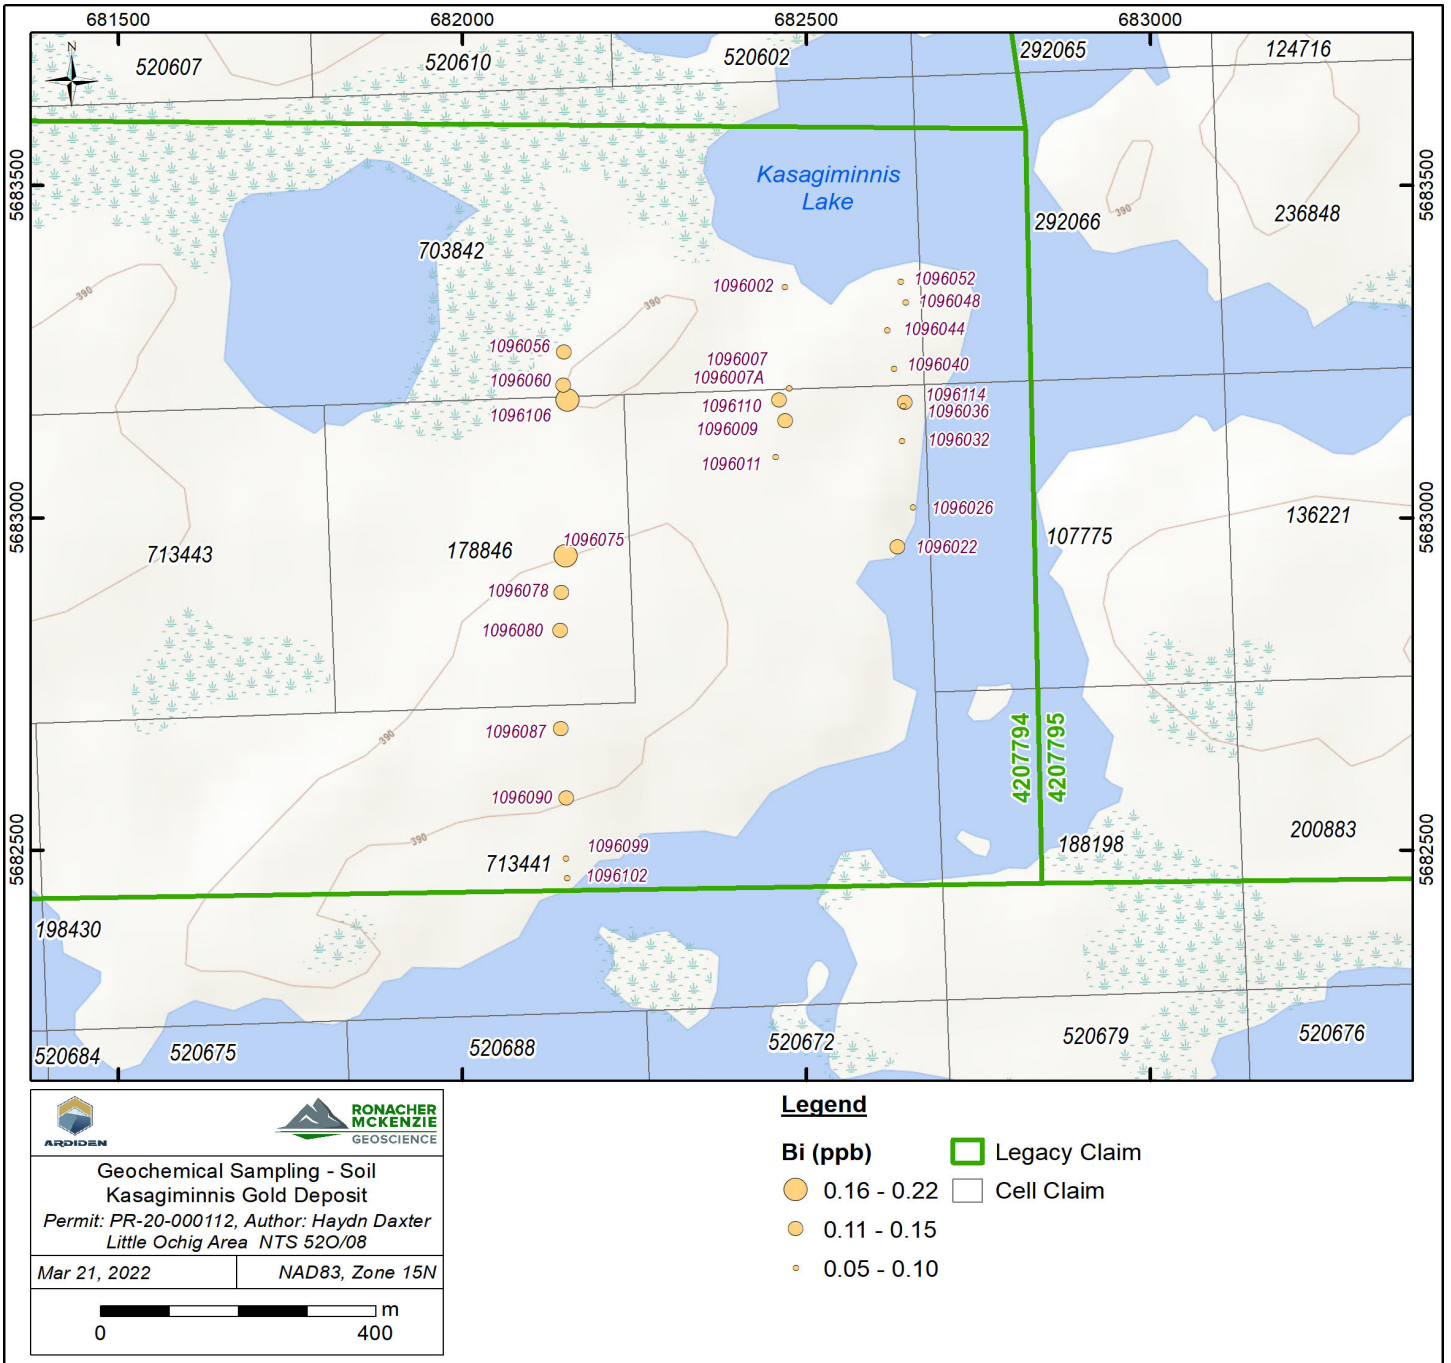 681500
682000
682500
683000
N
520607
520610
520602
292065
124716
5683500
5683500
Kasagiminnis
Lake
292066
236848
390
703842
390
390
1096002
1096052
1096048
1096044
1096056
1096007
1096040
1096060
1096007A
1096114
1096106
1096110
1096036
1096009
1096032
1096011
1096026
5683000
5683000
713443
178846
1096075
1096022
107775
136221
1096078
1096080
1096087
390
1096090
4207794
4207795
390
1096099
713441
1096102
188198
200883
5682500
5682500
198430
520684
520675
520688
520672
520679
520676
ARDIDEN
RONACHER
MCKENZIE
GEOSCIENCE
Geochemical Sampling - Soil
Kasagiminnis Gold Deposit
Permit: PR-20-000112, Author: Haydn Daxter
Little Ochig Area NTS 52O/08
Mar 21, 2022
NAD83, Zone 15N
m
0
400
Legend
Bi (ppb)
Legacy Claim
0.16 - 0.22
Cell Claim
0.11 - 0.15
0.05 - 0.10